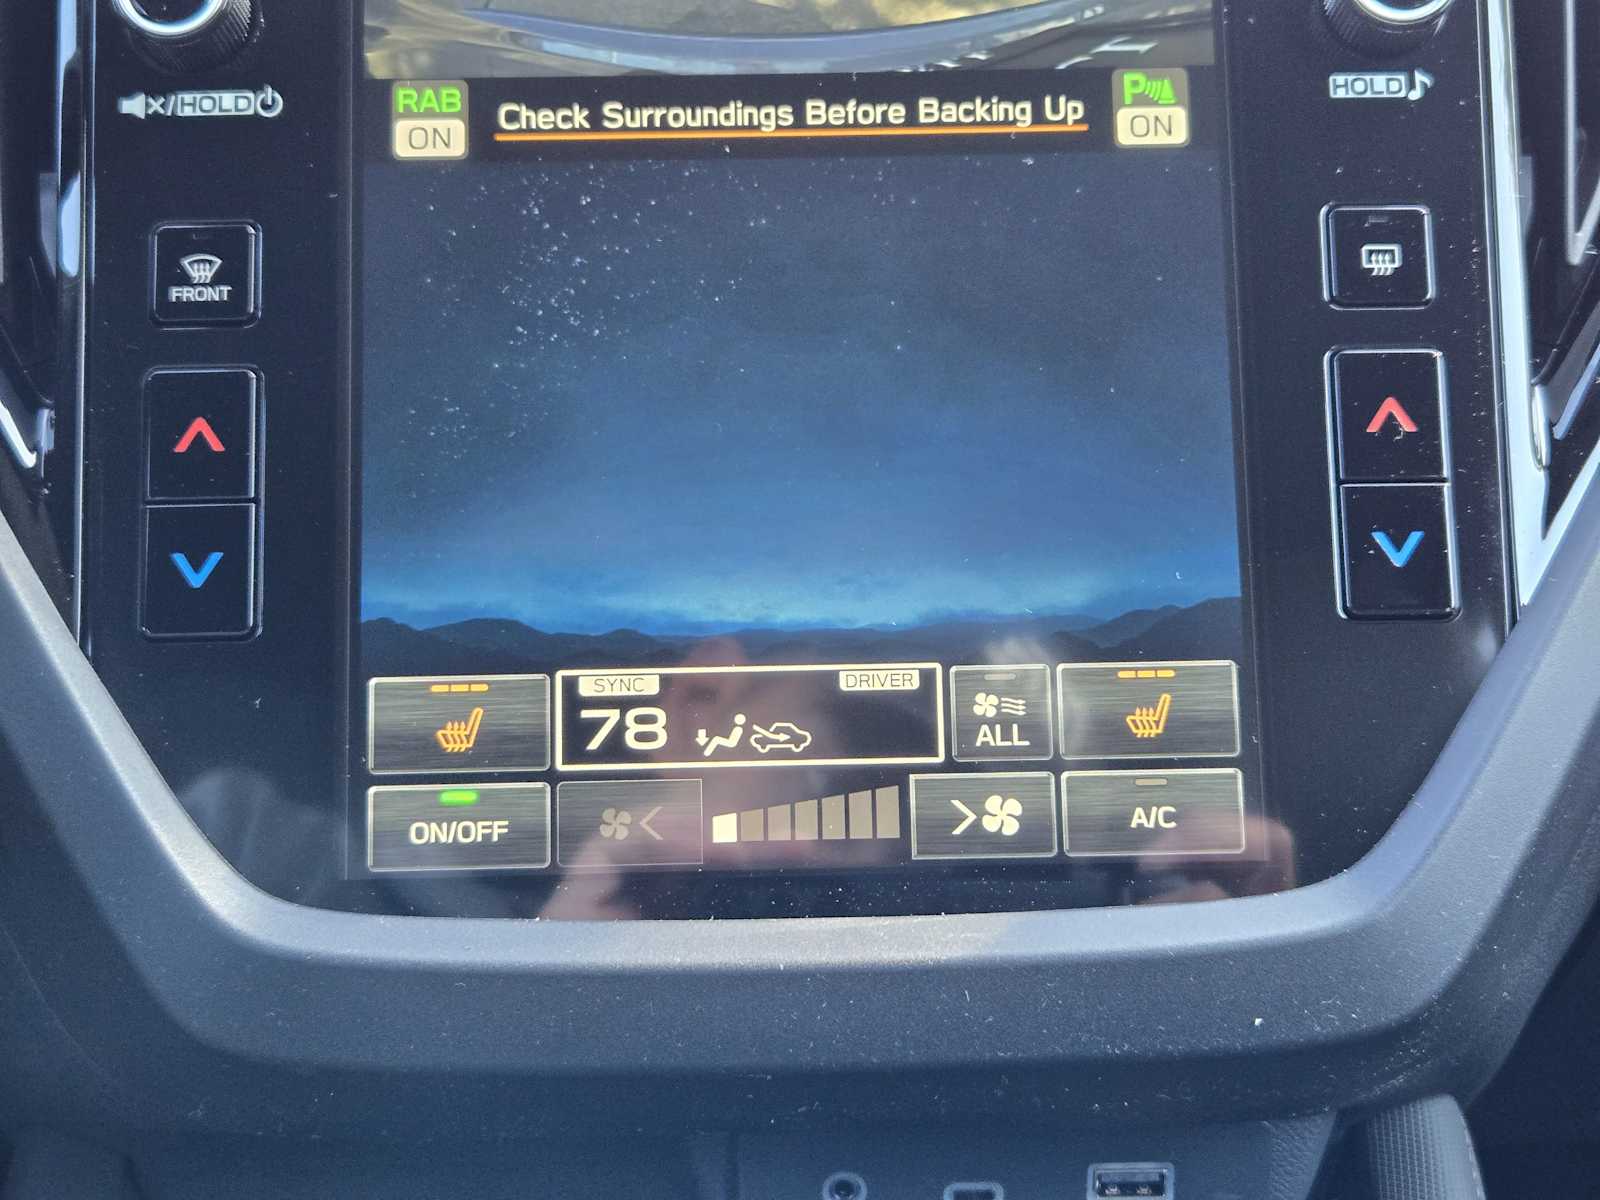 /HOLD
HOLD
RAB
ON
Check Surroundings Before Backing Up
P
ON
FRONT
SYNC
DRIVER
78
ALL
ON/OFF
A/C